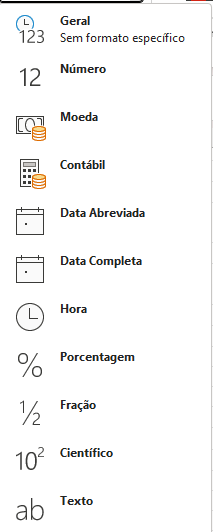 Geral
123
Sem formato específico
12
Número
Moeda
Contábil
Data Abreviada
Data Completa
Hora
%
Porcentagem
½
Fração
10²
Científico
ab
Texto